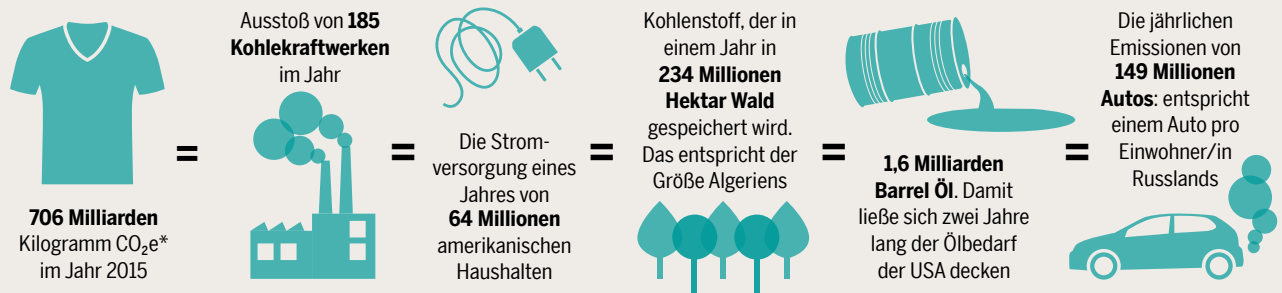 706 Milliarden
Kilogramm CO₂e*
im Jahr 2015
=
Ausstoß von 185
Kohlekraftwerken
im Jahr
=
Die Strom-
versorgung eines
Jahres von
64 Millionen
amerikanischen
Haushalten
=
Kohlenstoff, der in
einem Jahr in
234 Millionen
Hektar Wald
gespeichert wird.
Das entspricht der
Größe Algeriens
=
1,6 Milliarden
Barrel Öl. Damit
ließe sich zwei Jahre
lang der Ölbedarf
der USA decken
=
Die jährlichen
Emissionen von
149 Millionen
Autos: entspricht
einem Auto pro
Einwohner/in
Russlands